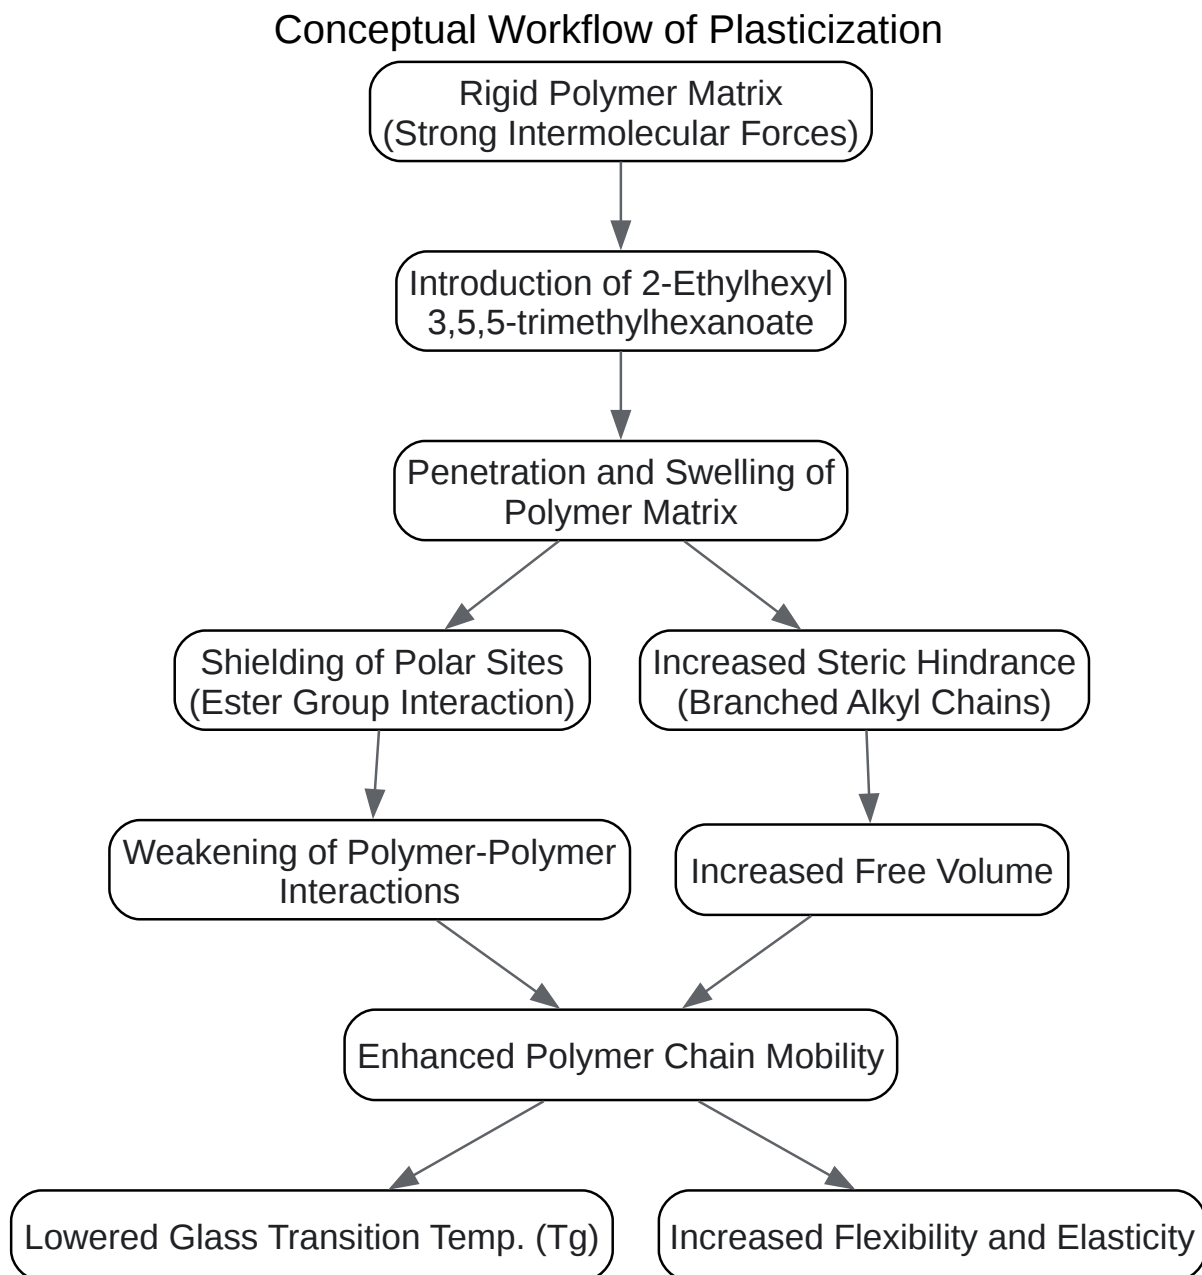 Conceptual Workflow of Plasticization
Rigid Polymer Matrix
(Strong Intermolecular Forces)
Introduction of 2-Ethylhexyl
3,5,5-trimethylhexanoate
Penetration and Swelling of
Polymer Matrix
Shielding of Polar Sites
(Ester Group Interaction)
Increased Steric Hindrance
(Branched Alkyl Chains)
Weakening of Polymer-Polymer
Interactions
Increased Free Volume
Enhanced Polymer Chain Mobility
Lowered Glass Transition Temp. (Tg)
Increased Flexibility and Elasticity